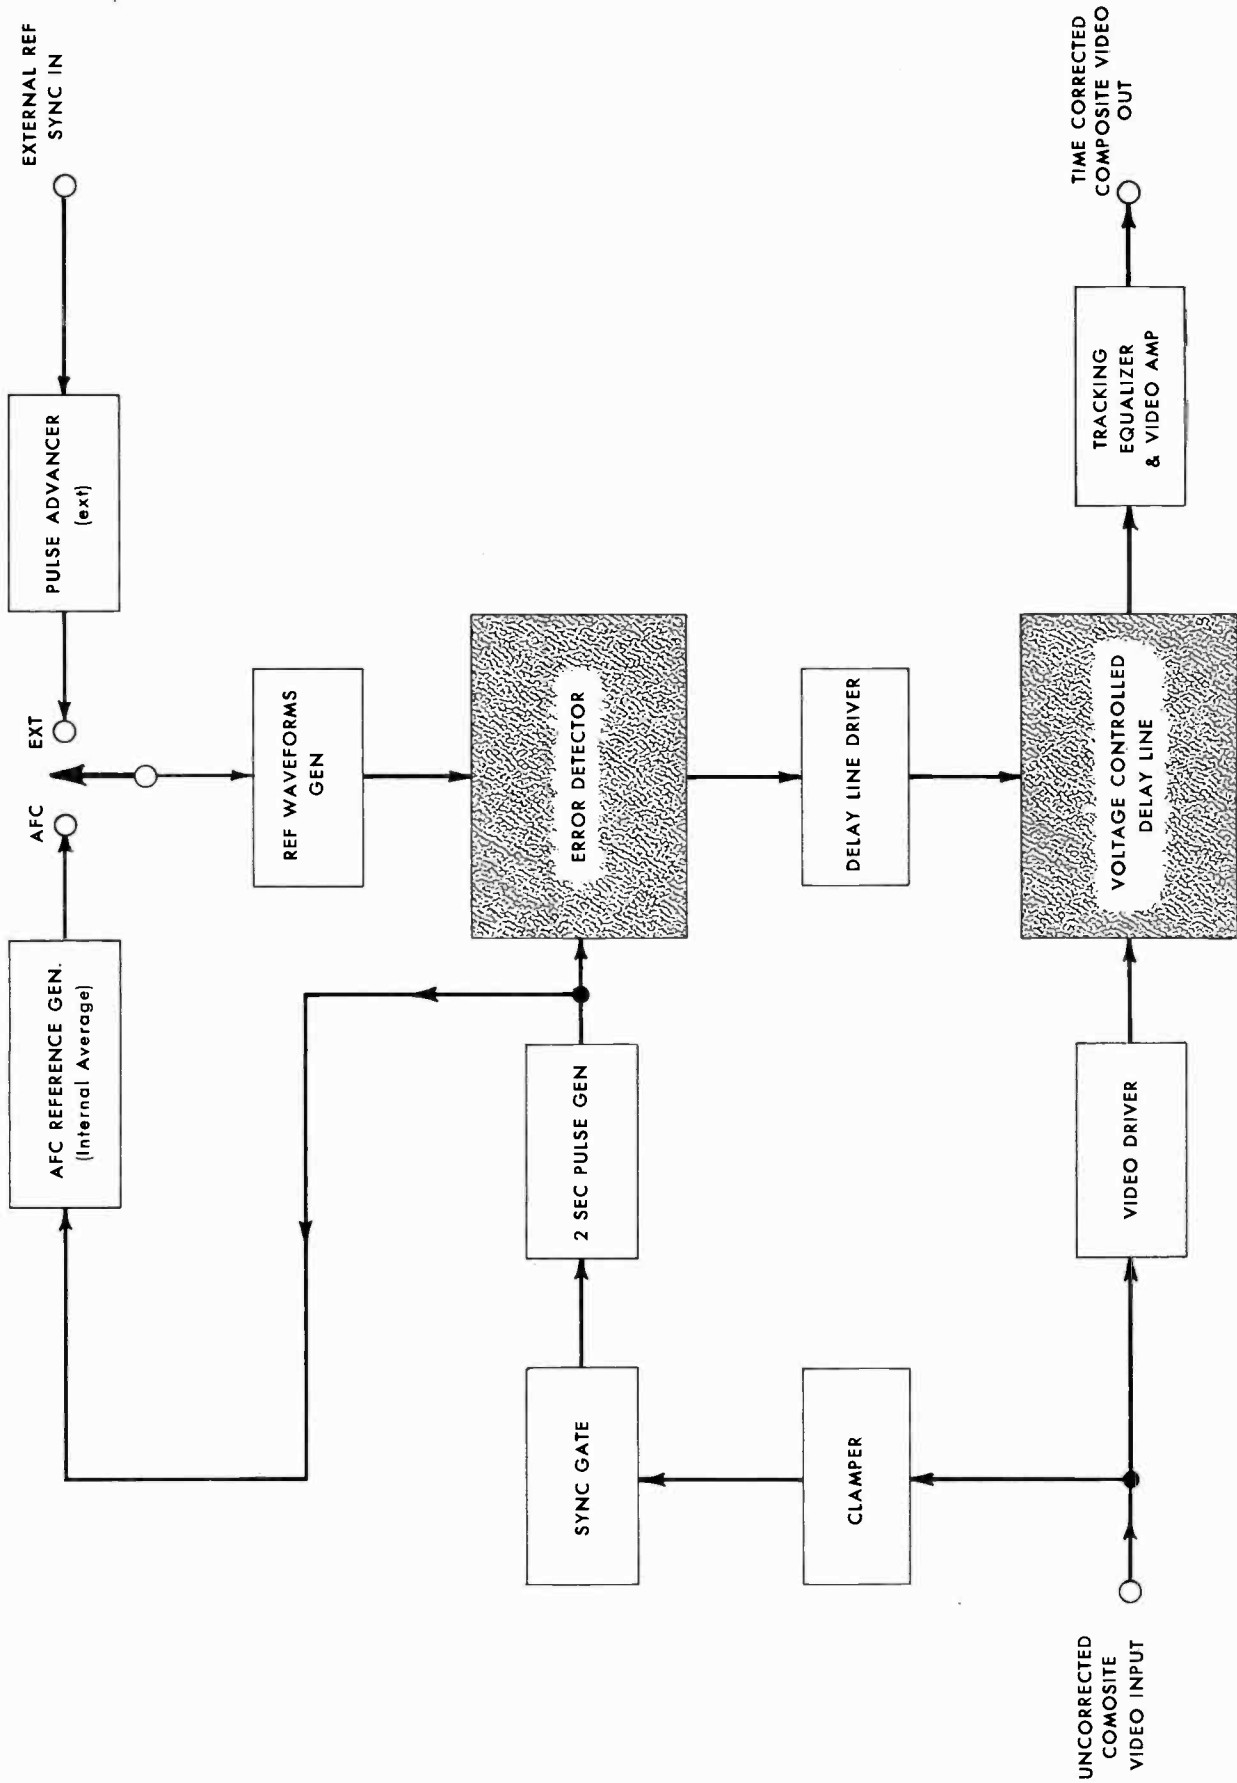 AFC REFERENCE GEN.
(Internal Average)
AFC
EXT
PULSE ADVANCER
(ext)
EXTERNAL REF
SYNC IN
REF WAVEFORMS
GEN
SYNC GATE
2 SEC PULSE GEN
ERROR DETECTOR
CLAMPER
DELAY LINE DRIVER
UNCORRECTED
COMOSITE
VIDEO INPUT
VIDEO DRIVER
VOLTAGE CONTROLLED
DELAY LINE
TRACKING
EQUALIZER
& VIDEO AMP
TIME CORRECTED
COMPOSITE VIDEO
OUT